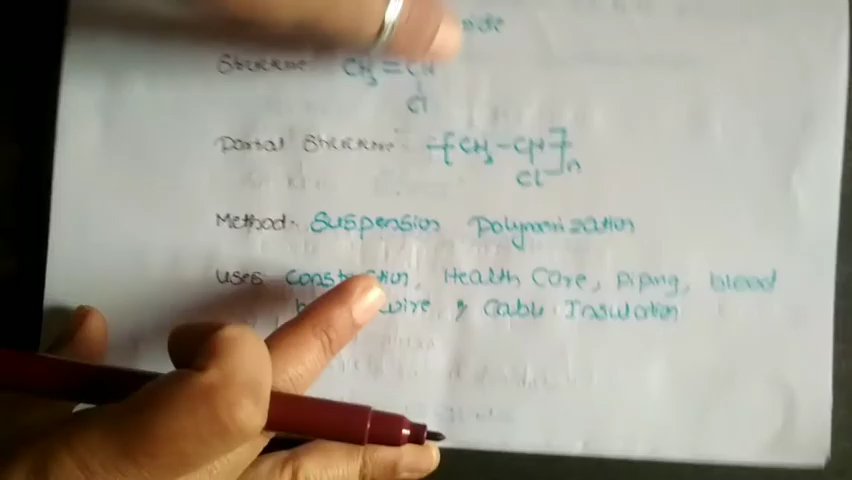 Structure CH2=CH
Cl
Partial Structure -[CH2-CH]n
Cl
Method- Suspension Polymerization
Uses Construction, Health Care, Piping, blood
wire & Cable Insulation